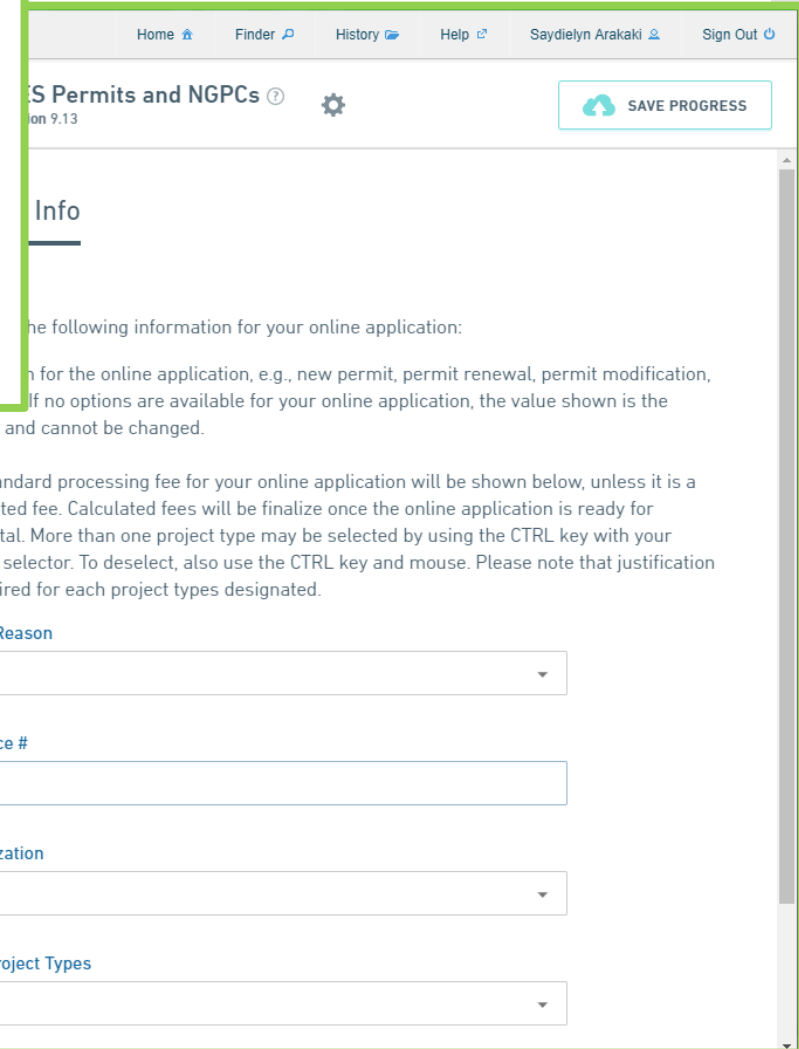 Home Finder History Help Saydielyn Arakaki Sign Out
ES Permits and NGPCs
ion 9.13
SAVE PROGRESS
Info
he following information for your online application:
n for the online application, e.g., new permit, permit renewal, permit modification,
If no options are available for your online application, the value shown is the
and cannot be changed.
andard processing fee for your online application will be shown below, unless it is a
ted fee. Calculated fees will be finalize once the online application is ready for
tal. More than one project type may be selected by using the CTRL key with your
selector. To deselect, also use the CTRL key and mouse. Please note that justification
ired for each project types designated.
Reason
ce #
zation
roject Types